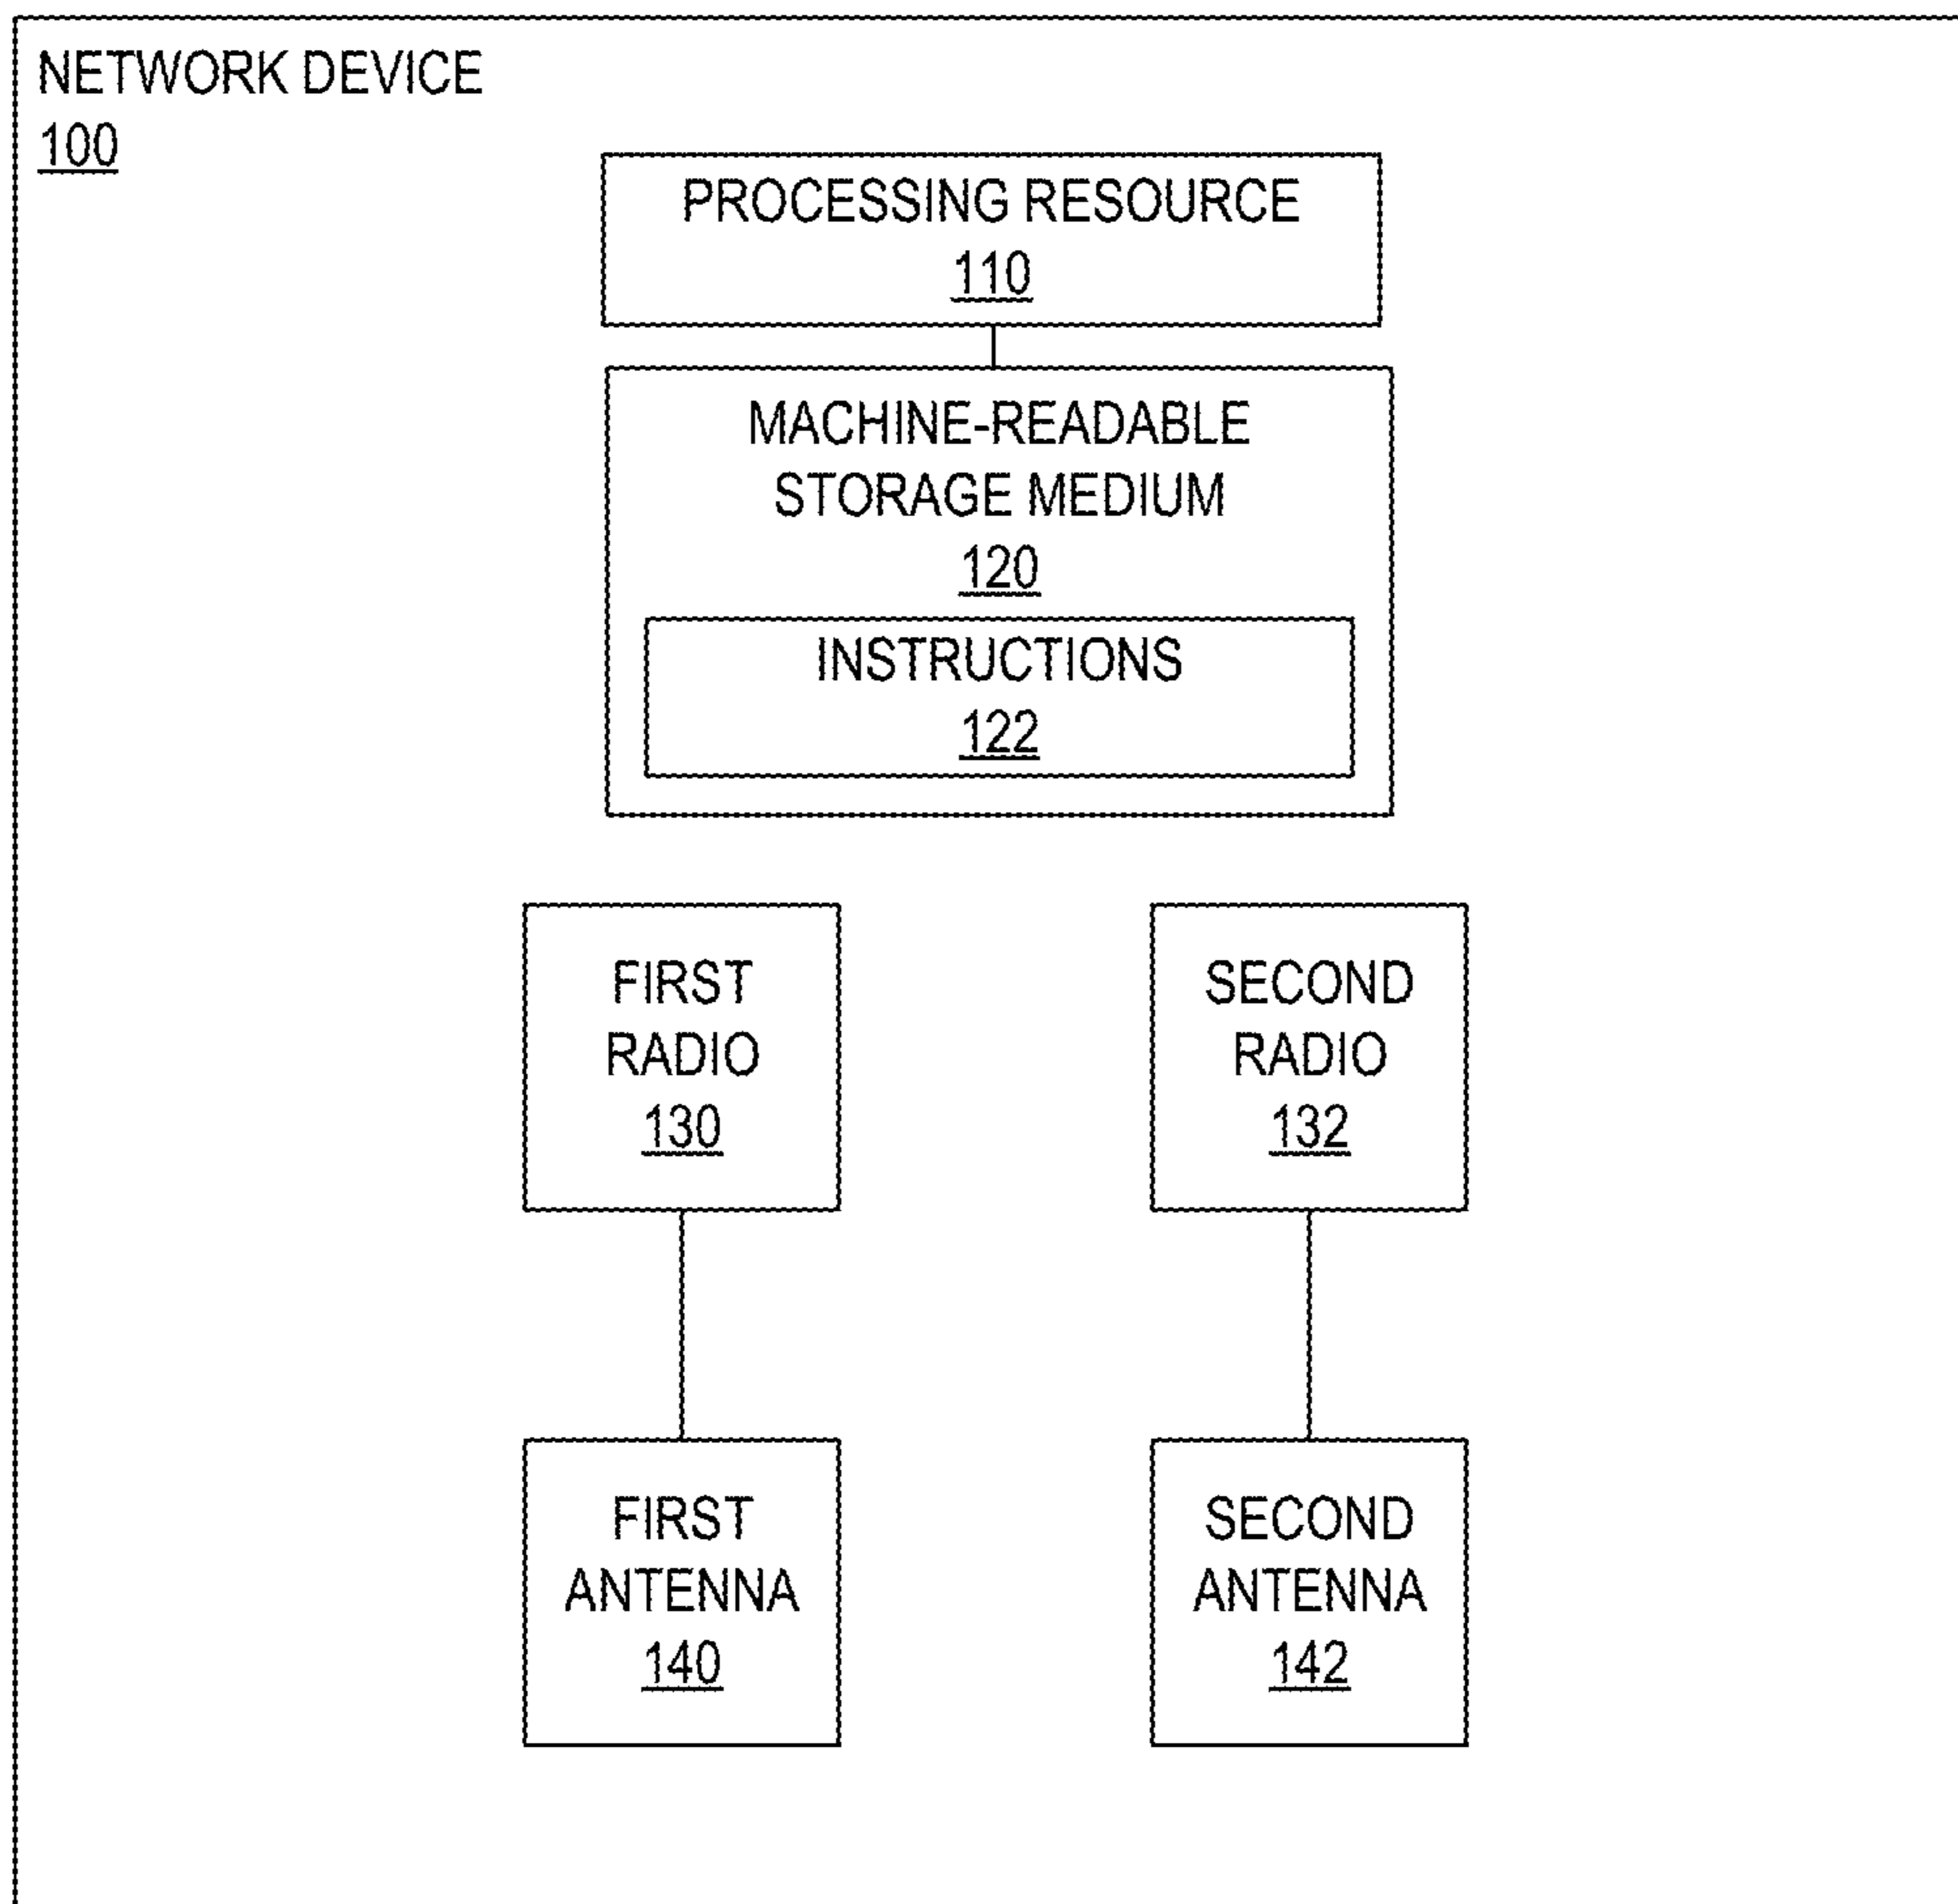 NETWORK DEVICE
100
PROCESSING RESOURCE
110
MACHINE-READABLE
STORAGE MEDIUM
120
INSTRUCTIONS
122
FIRST
RADIO
130
SECOND
RADIO
132
FIRST
ANTENNA
140
SECOND
ANTENNA
142